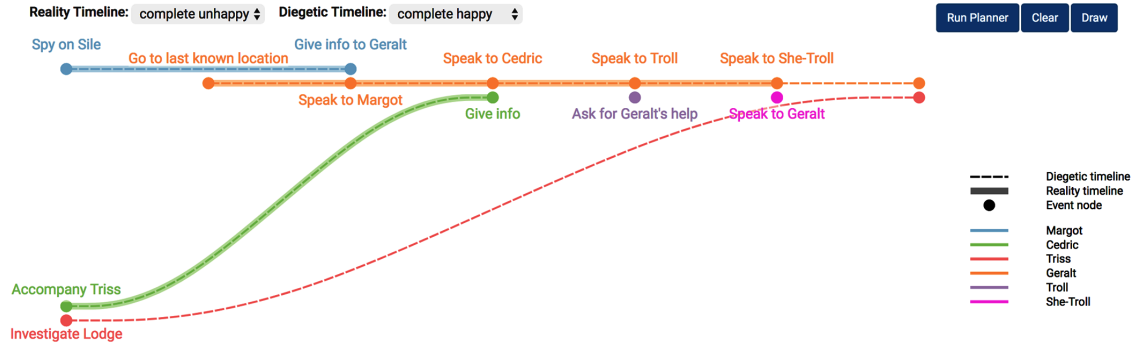 Reality Timeline: complete unhappy Diegetic Timeline: complete happy Run Planner Clear Draw
Spy on Sile Give info to Geralt
Go to last known location Speak to Cedric Speak to Troll Speak to She-Troll
Speak to Margot
Give info Ask for Geralt's help Speak to Geralt
Diegetic timeline
Reality timeline
Event node
Margot
Cedric
Triss
Geralt
Troll
She-Troll
Accompany Triss
Investigate Lodge